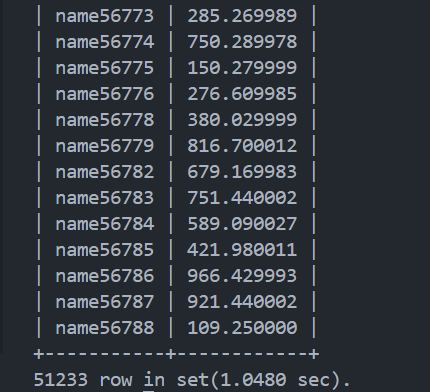 | name56773 | 285.269989 |
| name56774 | 750.289978 |
| name56775 | 150.279999 |
| name56776 | 276.609985 |
| name56778 | 380.029999 |
| name56779 | 816.700012 |
| name56782 | 679.169983 |
| name56783 | 751.440002 |
| name56784 | 589.090027 |
| name56785 | 421.980011 |
| name56786 | 966.429993 |
| name56787 | 921.440002 |
| name56788 | 109.250000 |
+-----------+------------+
51233 row in set(1.0480 sec).